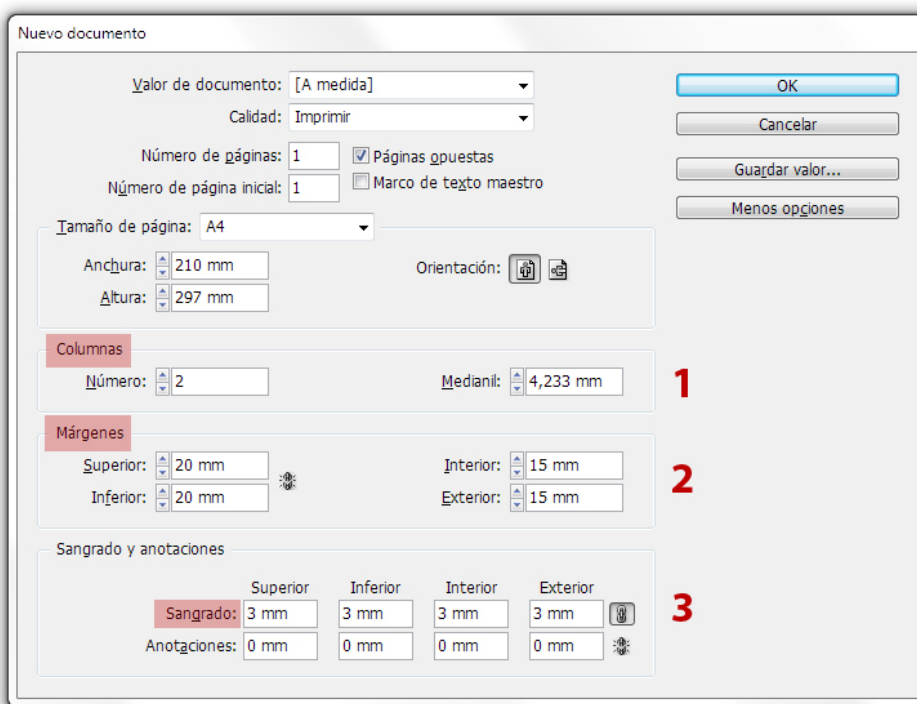 Nuevo documento
Valor de documento: [A medida]
OK
Calidad: Imprimir
Cancelar
Número de páginas: 1 Páginas opuestas
Guardar valor...
Número de página inicial: 1 Marco de texto maestro
Menos opciones
Tamaño de página: A4
Anchura: 210 mm Orientación:
Altura: 297 mm
Columnas
Número: 2 Medianil: 4,233 mm
1
Márgenes
Superior: 20 mm Interior: 15 mm
2
Inferior: 20 mm Exterior: 15 mm
Sangrado y anotaciones
Superior Inferior Interior Exterior
Sangrado: 3 mm 3 mm 3 mm 3 mm
3
Anotaciones: 0 mm 0 mm 0 mm 0 mm